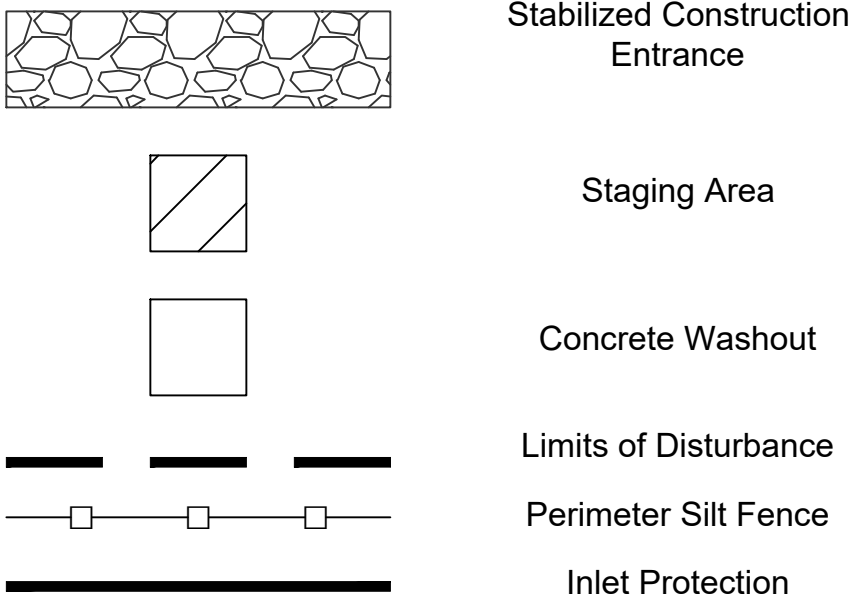 Stabilized Construction
Entrance
Staging Area
Concrete Washout
Limits of Disturbance
Perimeter Silt Fence
Inlet Protection